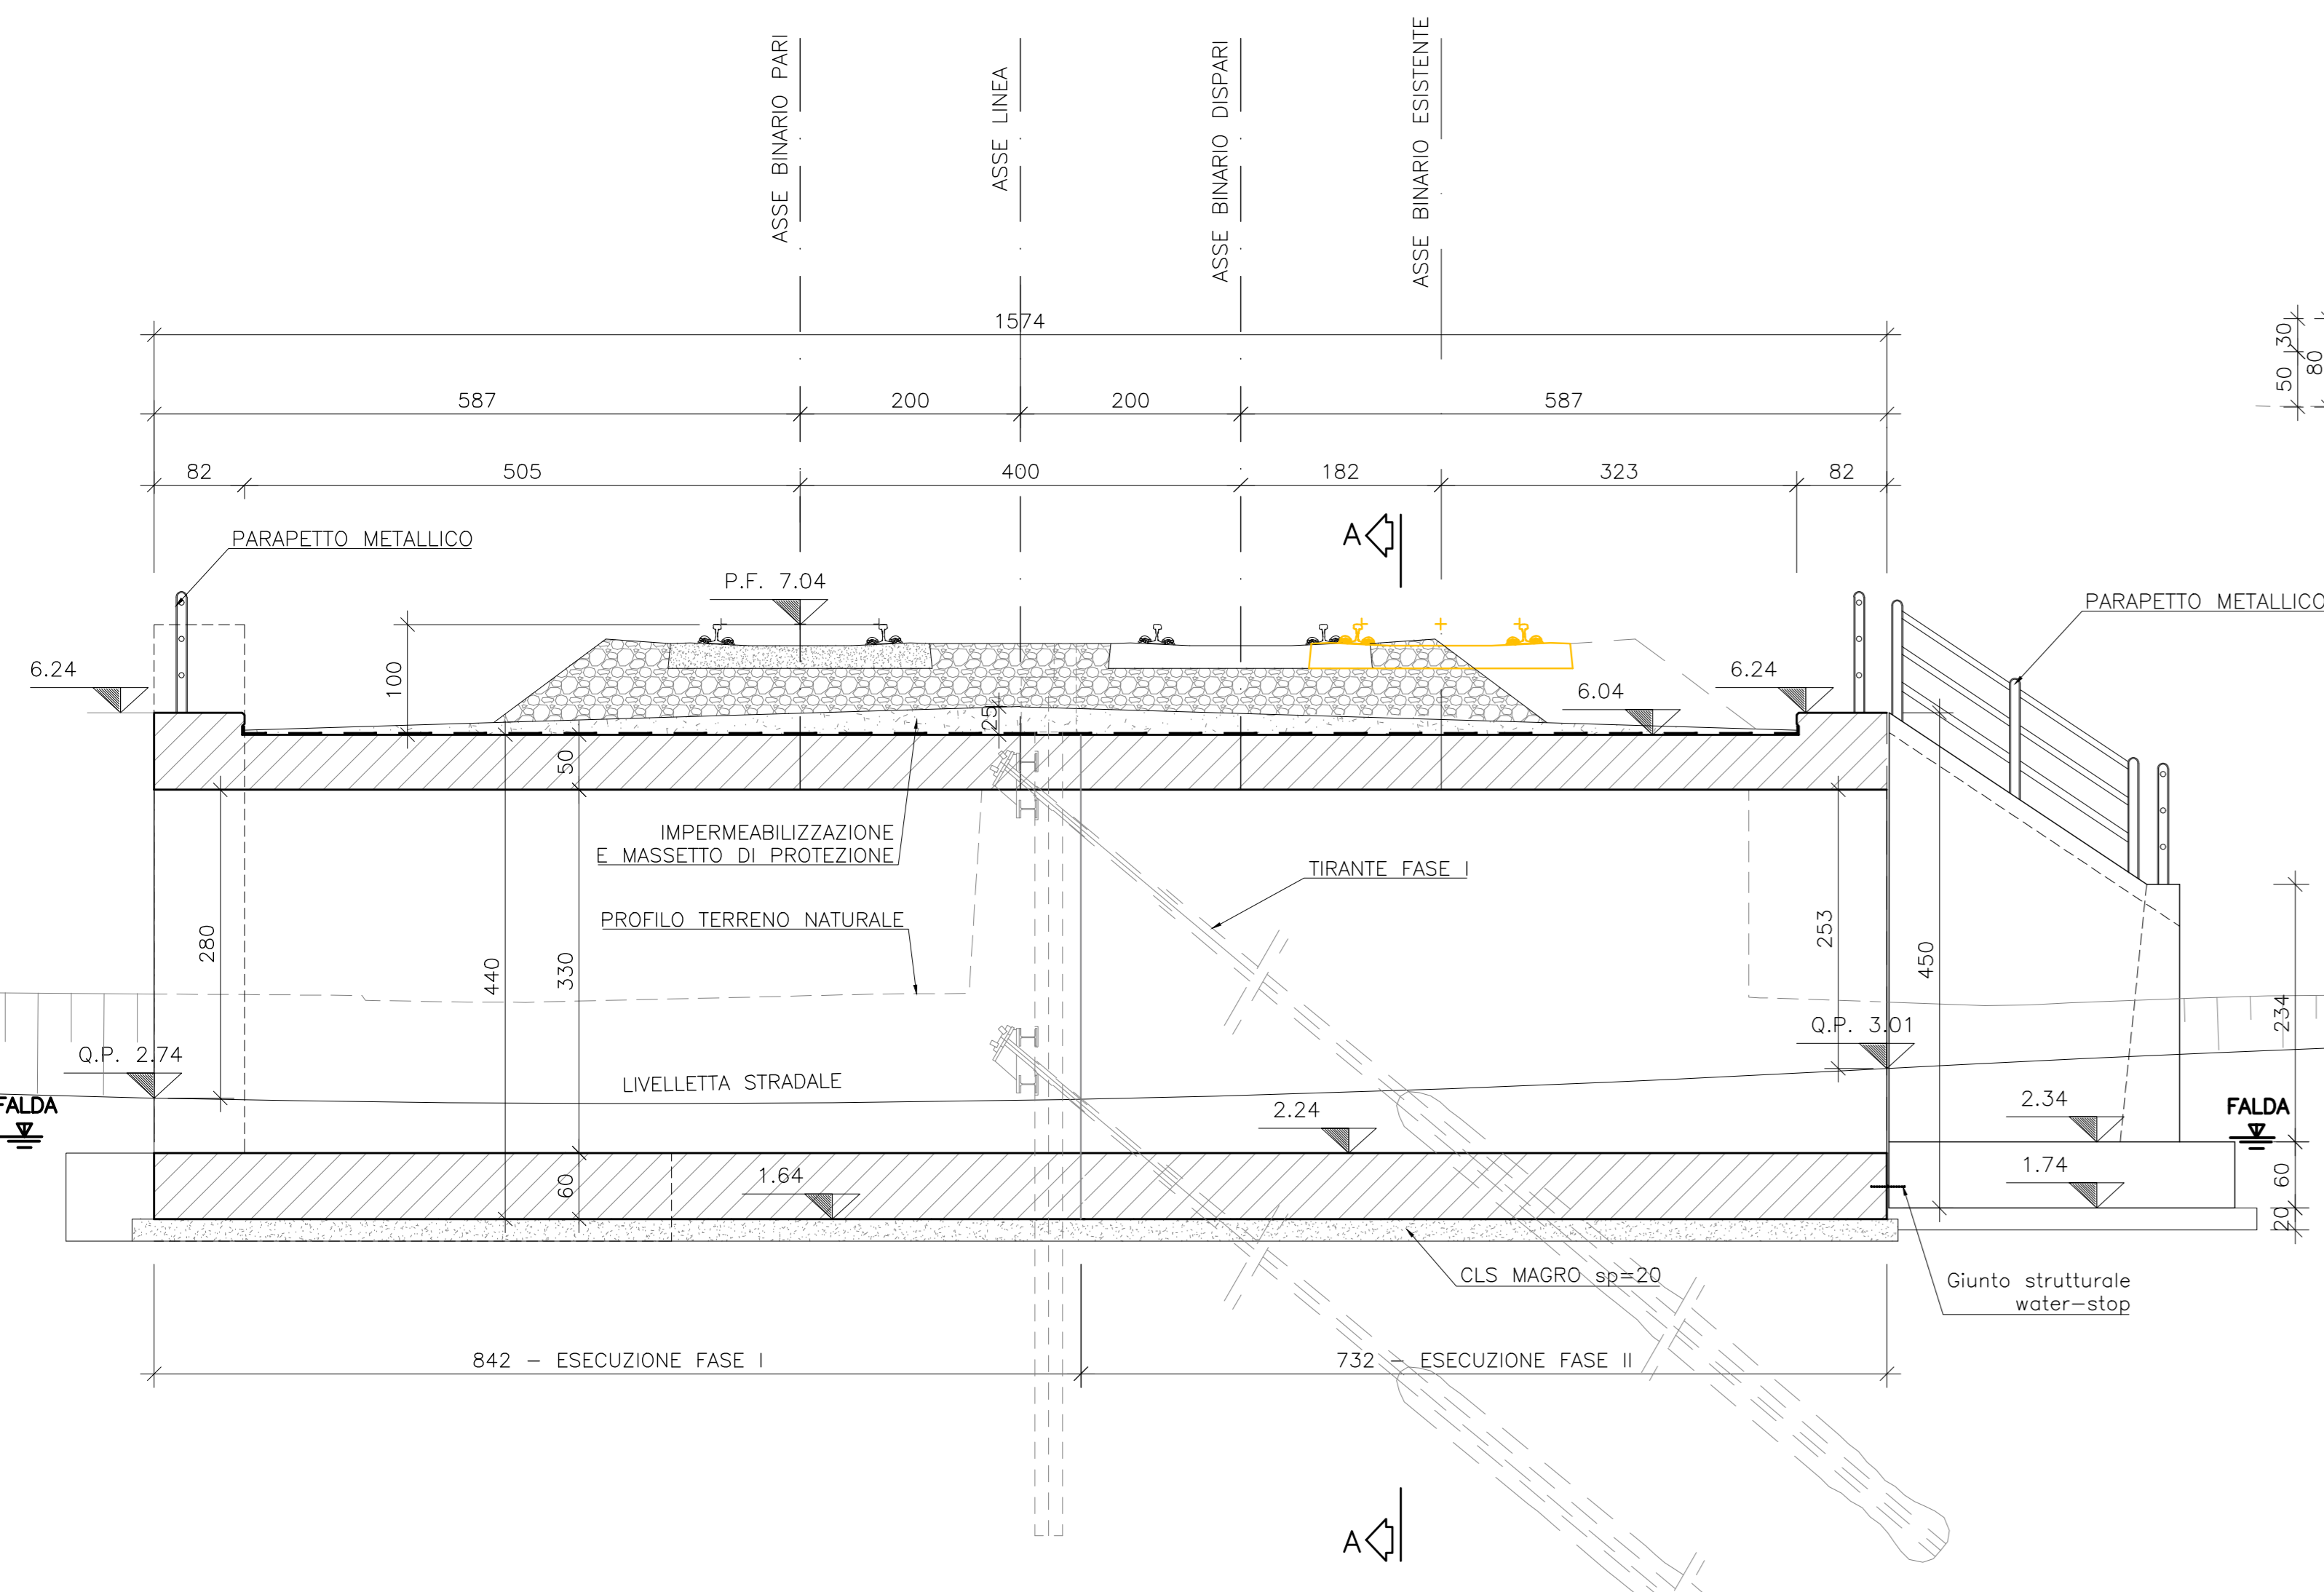 ASSE BINARIO PARI
ASSE LINEA
ASSE BINARIO DISPARI
ASSE BINARIO ESISTENTE
1574
587
200
200
587
82
505
400
182
323
82
30
50
80
A
PARAPETTO METALLICO
P.F. 7.04
PARAPETTO METALLICO
6.24
100
6.04
6.24
25
50
IMPERMEABILIZZAZIONE
E MASSETTO DI PROTEZIONE
TIRANTE FASE I
PROFILO TERRENO NATURALE
280
440
330
253
450
234
Q.P. 2.74
Q.P. 3.01
LIVELLETTA STRADALE
FALDA
2.24
2.34
FALDA
1.64
60
1.74
60
20
CLS MAGRO sp=20
Giunto strutturale
water-stop
842 - ESECUZIONE FASE I
732 - ESECUZIONE FASE II
A